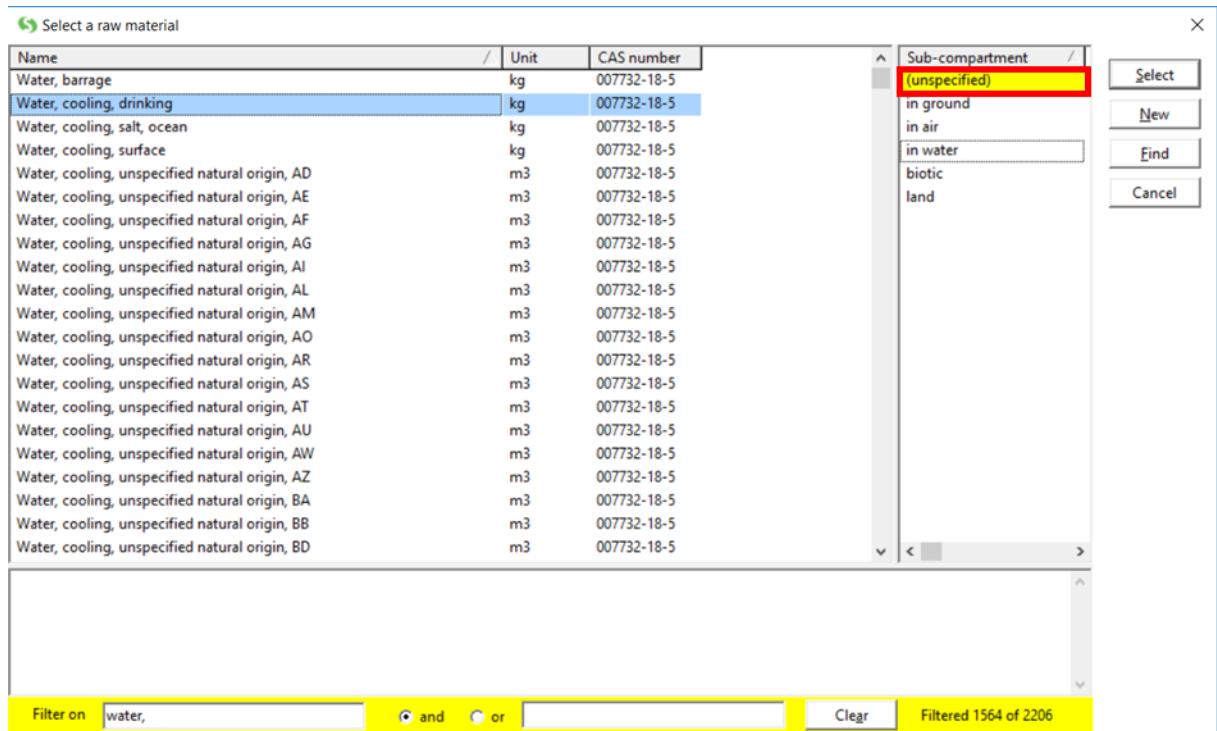 Select a raw material
Name Unit CAS number Sub-compartment
Water, barrage kg 007732-18-5 (unspecified) Select
Water, cooling, drinking kg 007732-18-5 in ground New
Water, cooling, salt, ocean kg 007732-18-5 in air
Water, cooling, surface kg 007732-18-5 in water Find
Water, cooling, unspecified natural origin, AD m3 007732-18-5 biotic
Water, cooling, unspecified natural origin, AE m3 007732-18-5 land Cancel
Water, cooling, unspecified natural origin, AF m3 007732-18-5
Water, cooling, unspecified natural origin, AG m3 007732-18-5
Water, cooling, unspecified natural origin, AI m3 007732-18-5
Water, cooling, unspecified natural origin, AL m3 007732-18-5
Water, cooling, unspecified natural origin, AM m3 007732-18-5
Water, cooling, unspecified natural origin, AO m3 007732-18-5
Water, cooling, unspecified natural origin, AR m3 007732-18-5
Water, cooling, unspecified natural origin, AS m3 007732-18-5
Water, cooling, unspecified natural origin, AT m3 007732-18-5
Water, cooling, unspecified natural origin, AU m3 007732-18-5
Water, cooling, unspecified natural origin, AW m3 007732-18-5
Water, cooling, unspecified natural origin, AZ m3 007732-18-5
Water, cooling, unspecified natural origin, BA m3 007732-18-5
Water, cooling, unspecified natural origin, BB m3 007732-18-5
Water, cooling, unspecified natural origin, BD m3 007732-18-5
Filter on water, and or Clear Filtered 1564 of 2206